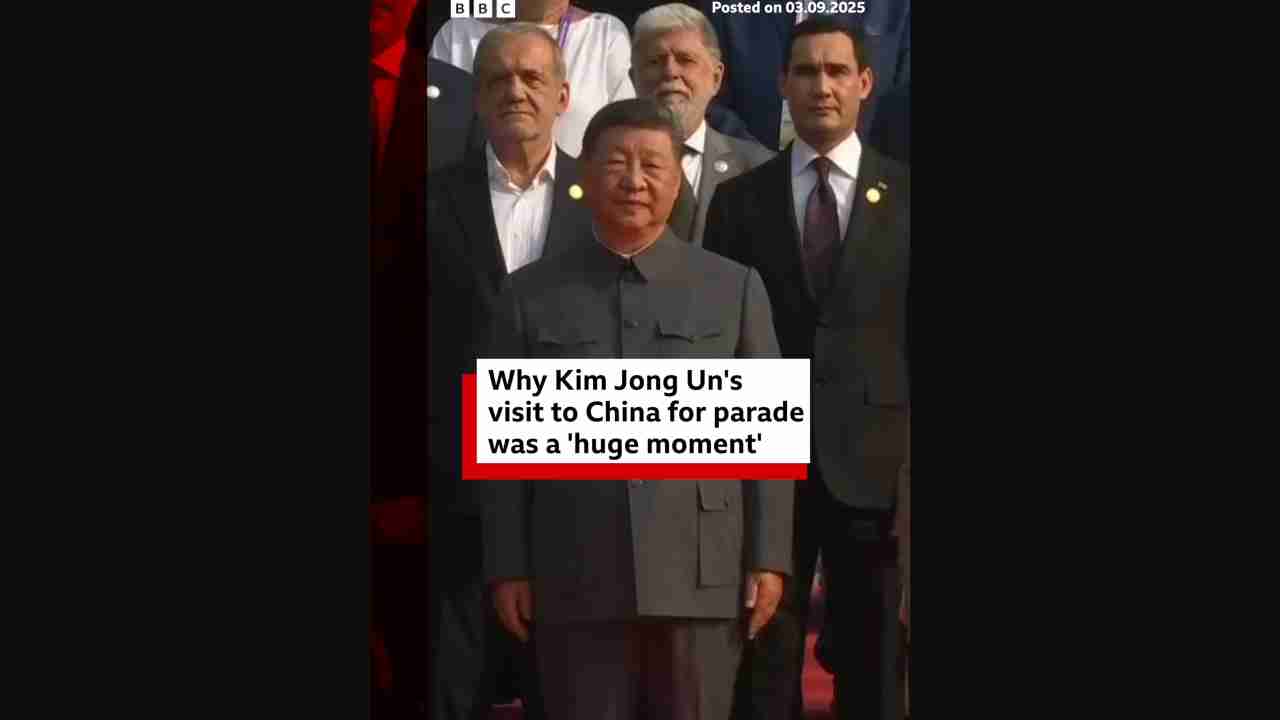 BBC
Posted on 03.09.2025
Why Kim Jong Un's
visit to China for parade
was a 'huge moment'